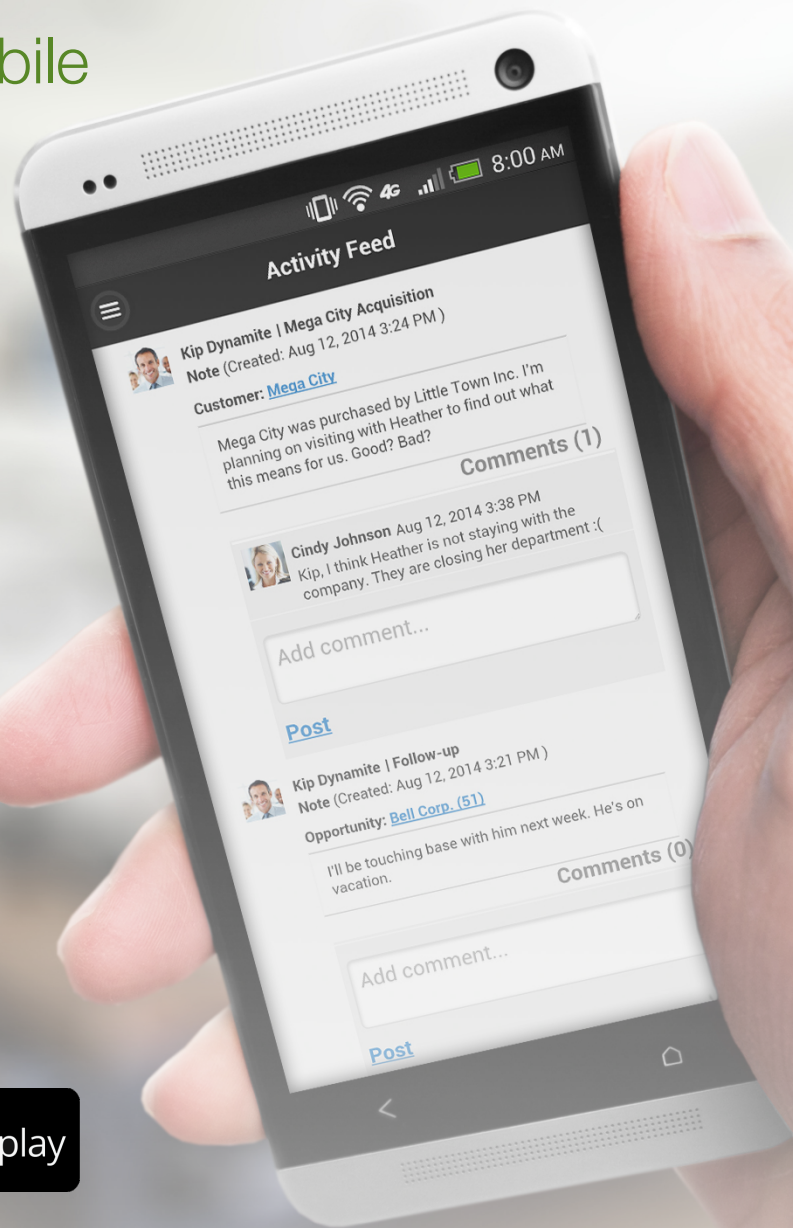 bile
4G 8:00 AM
Activity Feed
Kip Dynamite | Mega City Acquisition
Note (Created: Aug 12, 2014 3:24 PM )
Customer: Mega City
Mega City was purchased by Little Town Inc. I'm
planning on visiting with Heather to find out what
this means for us. Good? Bad?
Comments (1)
Cindy Johnson Aug 12, 2014 3:38 PM
Kip, I think Heather is not staying with the
company. They are closing her department :(
Add comment...
Post
Kip Dynamite | Follow-up
Note (Created: Aug 12, 2014 3:21 PM )
Opportunity: Bell Corp. (51)
I'll be touching base with him next week. He's on
vacation.
Comments (0)
Add comment...
Post
play